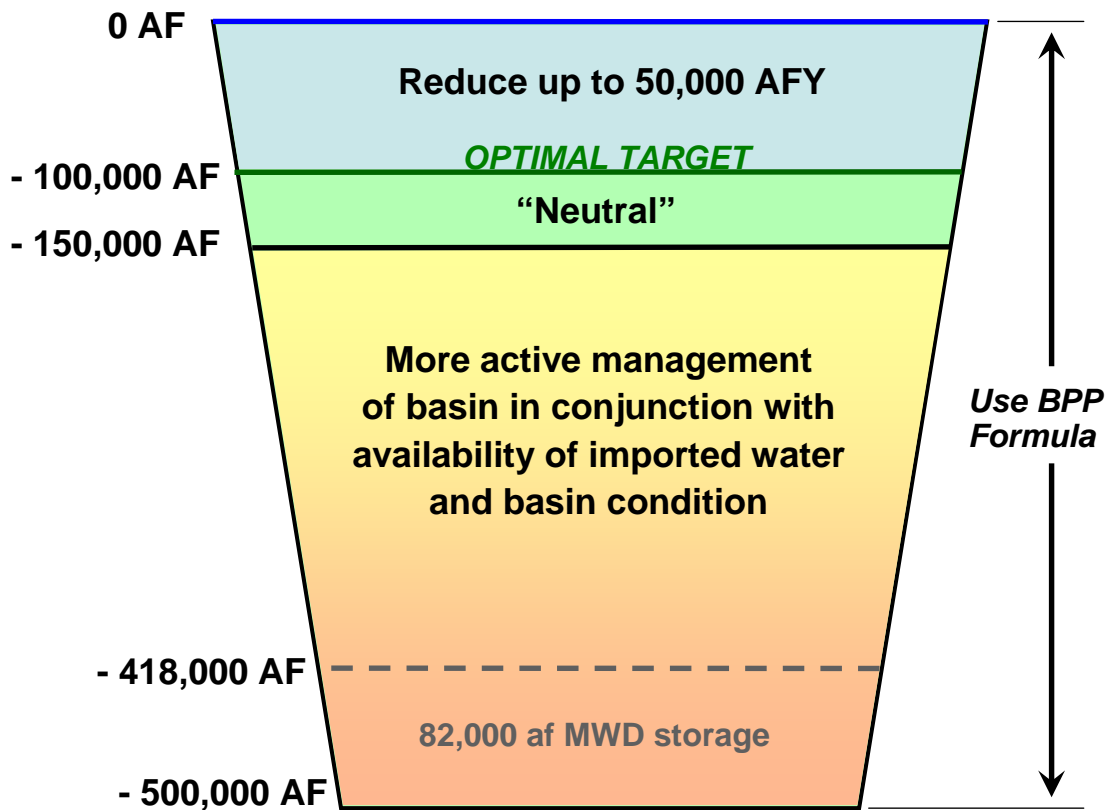 0 AF
Reduce up to 50,000 AFY
OPTIMAL TARGET
- 100,000 AF
“Neutral”
- 150,000 AF
More active management
of basin in conjunction with
availability of imported water
and basin condition
Use BPP
Formula
- 418,000 AF
82,000 af MWD storage
- 500,000 AF